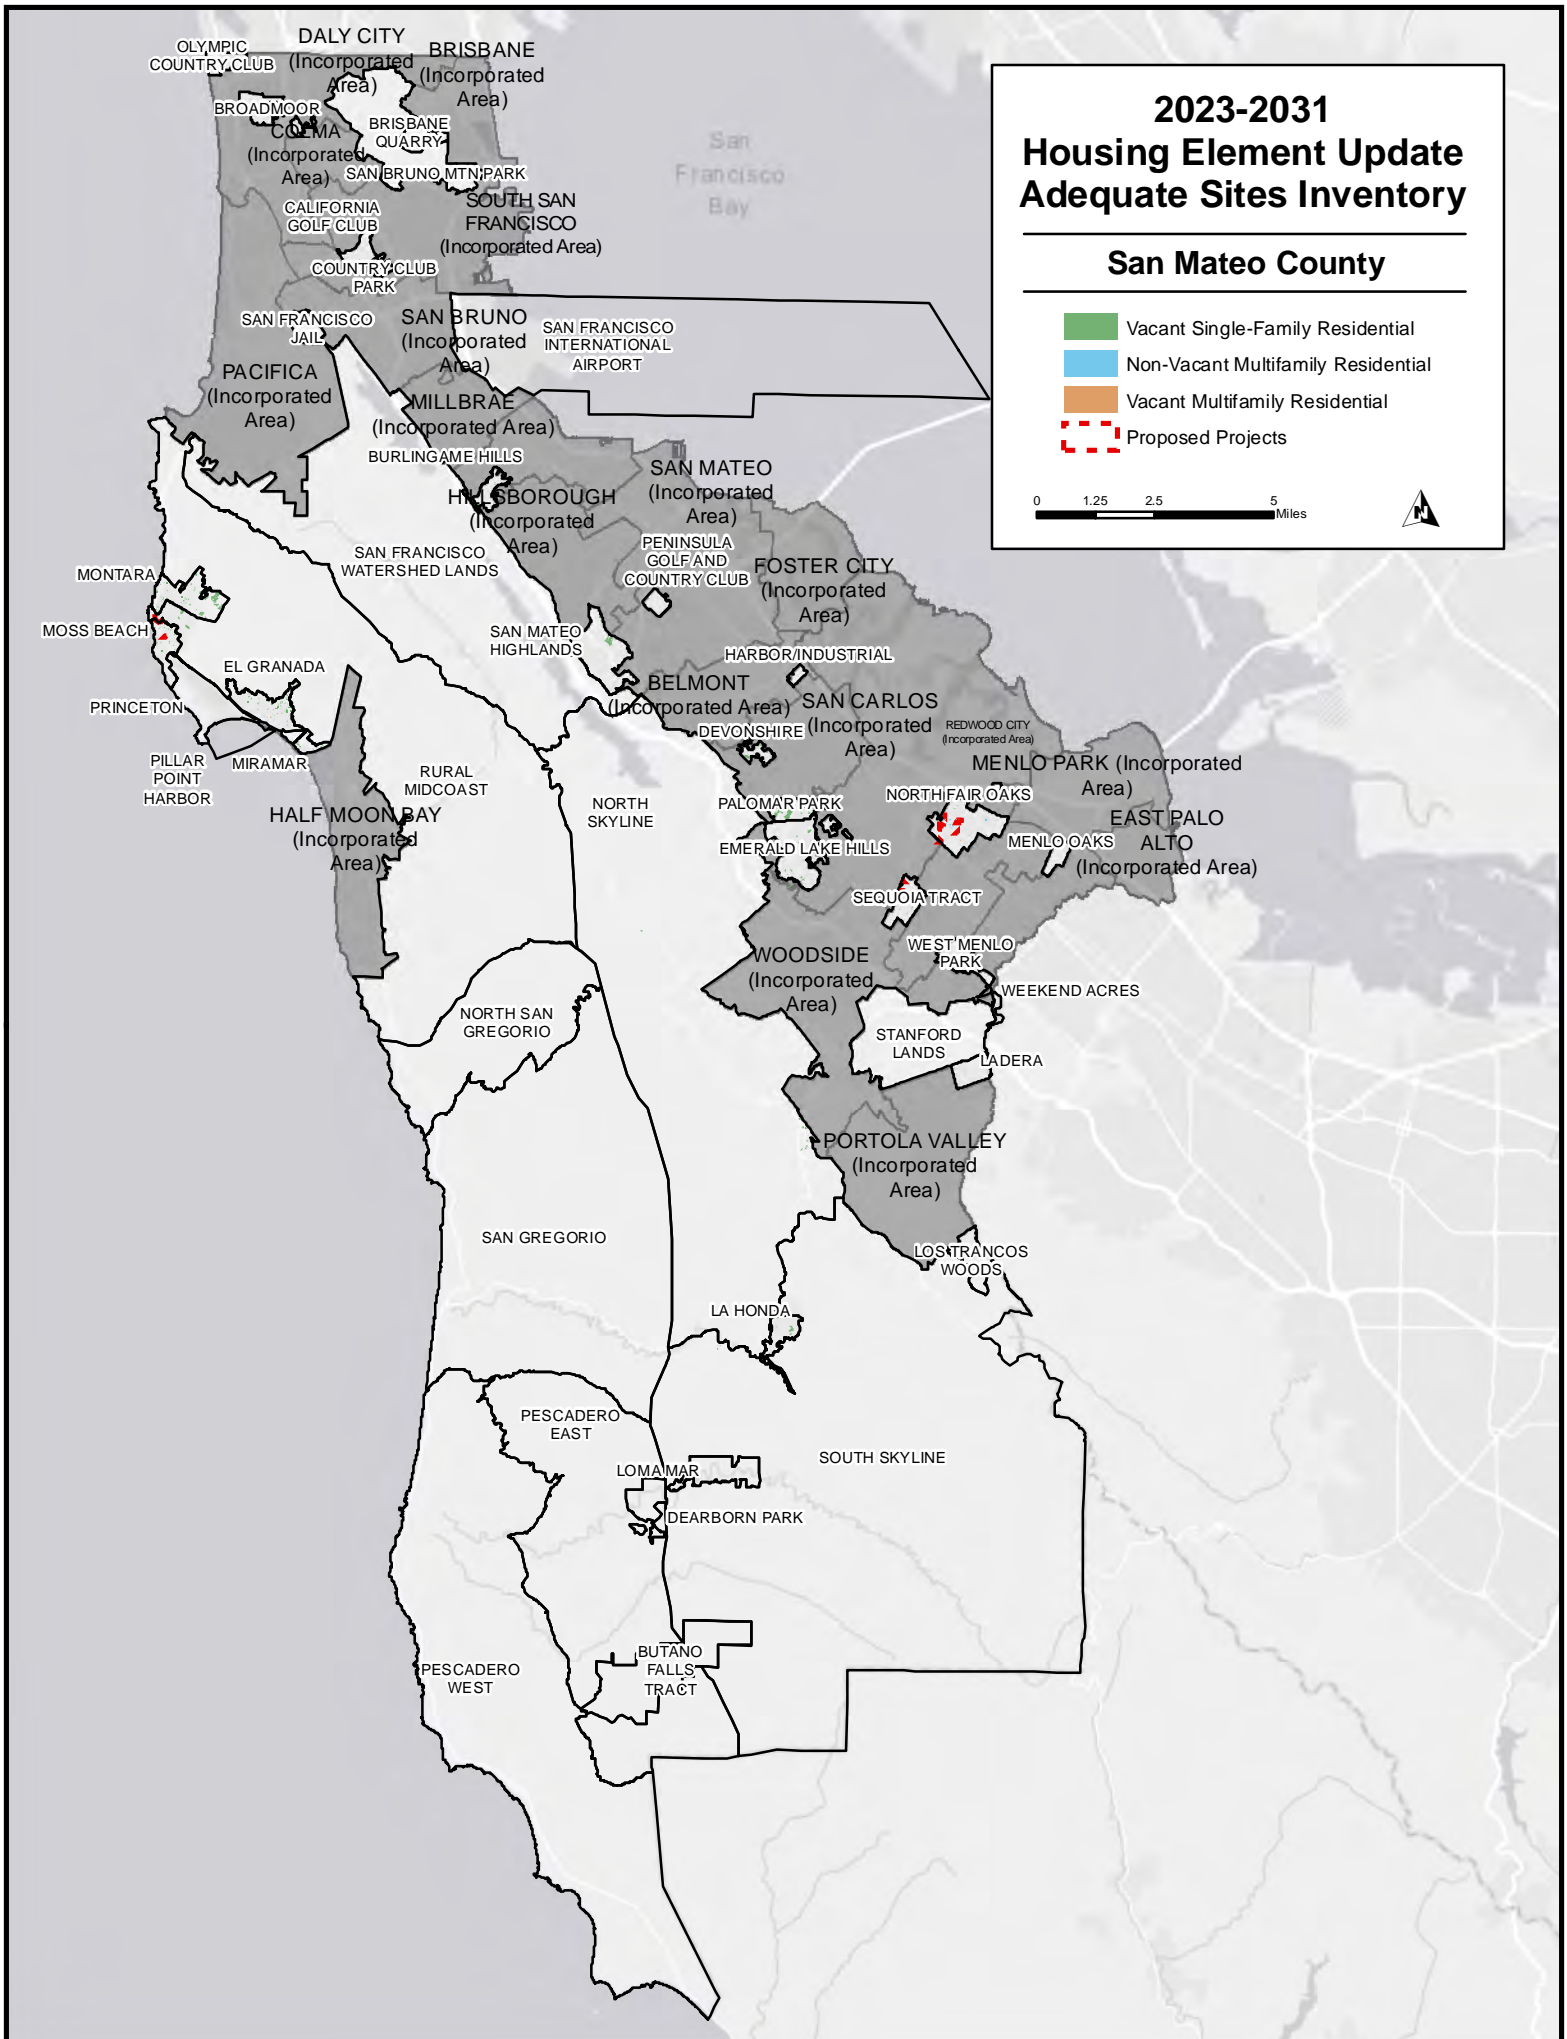 2023-2031
Housing Element Update
Adequate Sites Inventory
San Mateo County
Vacant Single-Family Residential
Non-Vacant Multifamily Residential
Vacant Multifamily Residential
Proposed Projects
0 1.25 2.5 5
Miles
N
San
Francisco
Bay
OLYMPIC
COUNTRY CLUB
DALY CITY
(Incorporated
Area)
BRISBANE
(Incorporated
Area)
BROADMOOR
COLMA
(Incorporated
Area)
BRISBANE
QUARRY
SAN BRUNO MTN PARK
CALIFORNIA
GOLF CLUB
SOUTH SAN
FRANCISCO
(Incorporated Area)
COUNTRY CLUB
PARK
SAN FRANCISCO
JAIL
SAN BRUNO
(Incorporated
Area)
SAN FRANCISCO
INTERNATIONAL
AIRPORT
PACIFICA
(Incorporated
Area)
MILLBRAE
(Incorporated Area)
BURLINGAME HILLS
HILLSBOROUGH
(Incorporated
Area)
SAN MATEO
(Incorporated
Area)
PENINSULA
GOLF AND
COUNTRY CLUB
FOSTER CITY
(Incorporated
Area)
SAN FRANCISCO
WATERSHED LANDS
MONTARA
MOSS BEACH
SAN MATEO
HIGHLANDS
HARBOR/INDUSTRIAL
EL GRANADA
BELMONT
(Incorporated Area)
SAN CARLOS
(Incorporated
Area)
PRINCETON
DEVONSHIRE
REDWOOD CITY
(Incorporated Area)
PILLAR
POINT
HARBOR
MIRAMAR
RURAL
MIDCOAST
MENLO PARK (Incorporated
Area)
NORTH
SKYLINE
PALOMAR PARK
NORTH FAIR OAKS
HALF MOON BAY
(Incorporated
Area)
EAST PALO
ALTO
(Incorporated Area)
EMERALD LAKE HILLS
MENLO OAKS
SEQUOIA TRACT
WOODSIDE
(Incorporated
Area)
WEST MENLO
PARK
WEEKEND ACRES
NORTH SAN
GREGORIO
STANFORD
LANDS
LADERA
PORTOLA VALLEY
(Incorporated
Area)
SAN GREGORIO
LOS TRANCOS
WOODS
LA HONDA
PESCADERO
EAST
SOUTH SKYLINE
LOMA MAR
DEARBORN PARK
BUTANO
FALLS
TRACT
PESCADERO
WEST